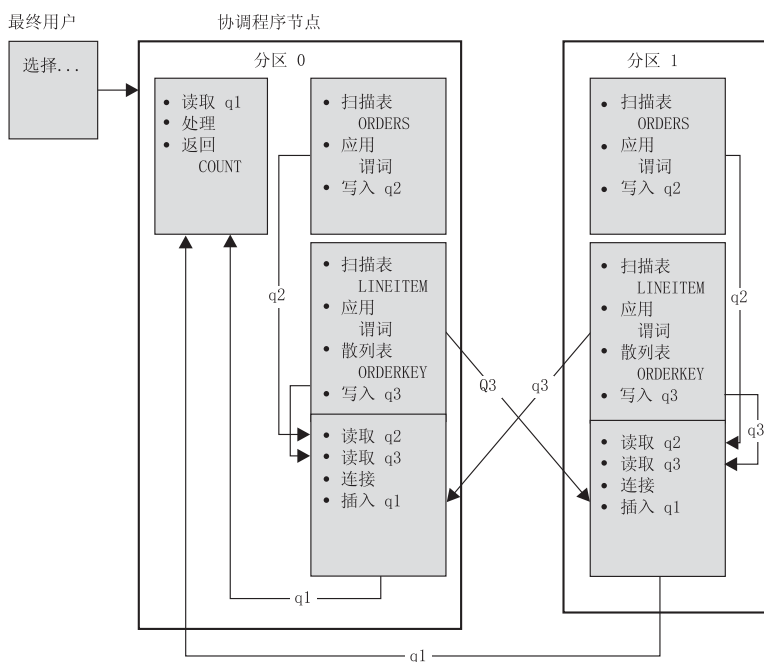 最终用户
协调程序节点
选择...
分区 0
• 读取 q1
• 处理
• 返回
COUNT
• 扫描表
ORDERS
• 应用
谓词
• 写入 q2
• 扫描表
LINEITEM
• 应用
谓词
• 散列表
ORDERKEY
• 写入 q3
• 读取 q2
• 读取 q3
• 连接
• 插入 q1
q2
q1
Q3
q3
分区 1
• 扫描表
ORDERS
• 应用
谓词
• 写入 q2
• 扫描表
LINEITEM
• 应用
谓词
• 散列表
ORDERKEY
• 写入 q3
• 读取 q2
• 读取 q3
• 连接
• 插入 q1
q2
q3
q1